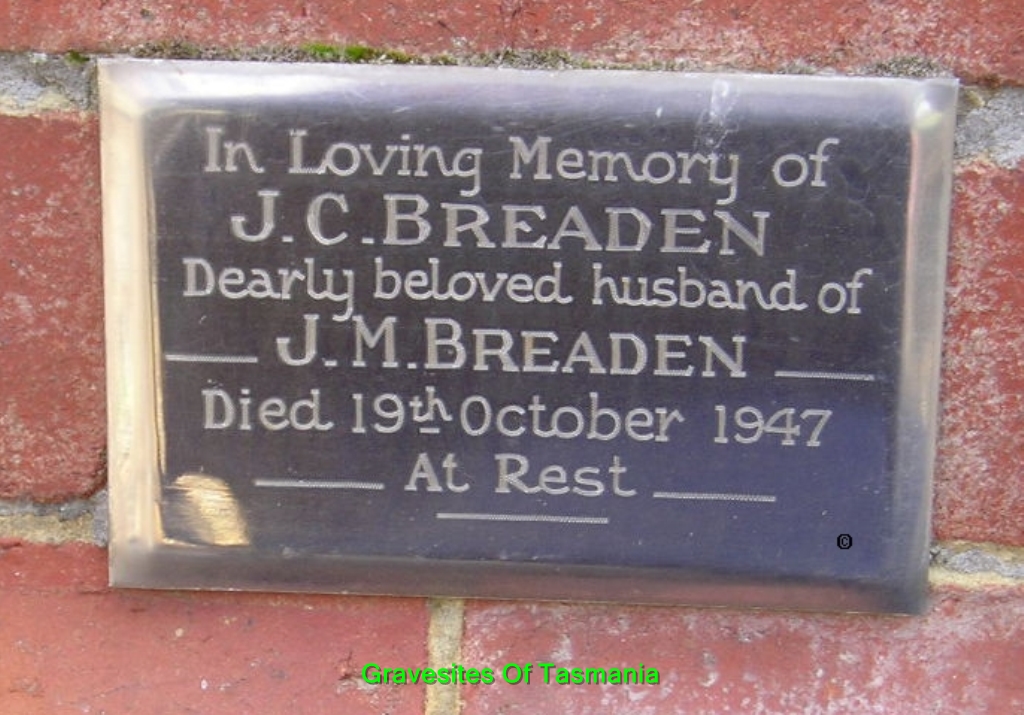 In Loving Memory of
J.C.BREADEN
Dearly beloved husband of
J.M.BREADEN
Died 19th October 1947
At Rest
©
Gravesites Of Tasmania